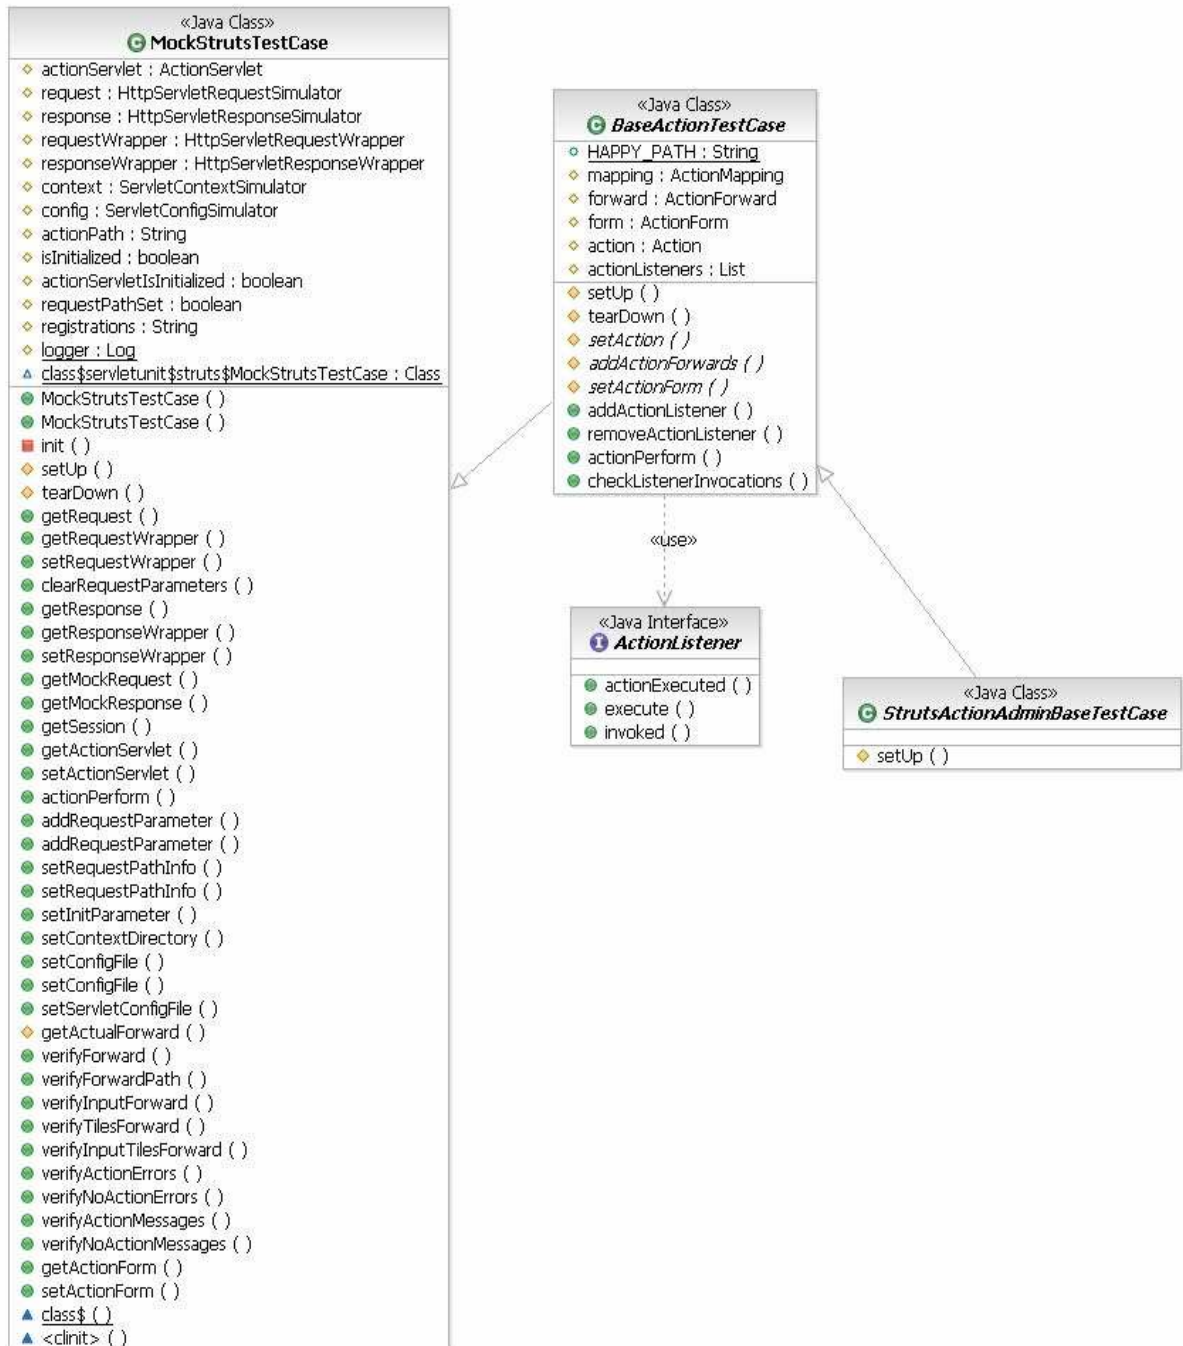 «Java Class»
MockStrutsTestCase
actionServlet : ActionServlet
request : HttpServletRequestSimulator
response : HttpServletResponseSimulator
requestWrapper : HttpServletRequestWrapper
responseWrapper : HttpServletResponseWrapper
context : ServletContextSimulator
config : ServletConfigSimulator
actionPath : String
isInitialized : boolean
actionServletIsInitialized : boolean
requestPathSet : boolean
registrations : String
logger : Log
class$servletunit$struts$MockStrutsTestCase : Class
MockStrutsTestCase ( )
MockStrutsTestCase ( )
init ( )
setUp ( )
tearDown ( )
getRequest ( )
getRequestWrapper ( )
setRequestWrapper ( )
clearRequestParameters ( )
getResponse ( )
getResponseWrapper ( )
setResponseWrapper ( )
getMockRequest ( )
getMockResponse ( )
getSession ( )
getActionServlet ( )
setActionServlet ( )
actionPerform ( )
addRequestParameter ( )
addRequestParameter ( )
setRequestPathInfo ( )
setRequestPathInfo ( )
setInitParameter ( )
setContextDirectory ( )
setConfigFile ( )
setConfigFile ( )
setServletConfigFile ( )
getActualForward ( )
verifyForward ( )
verifyForwardPath ( )
verifyInputForward ( )
verifyTilesForward ( )
verifyInputTilesForward ( )
verifyActionErrors ( )
verifyNoActionErrors ( )
verifyActionMessages ( )
verifyNoActionMessages ( )
getActionForm ( )
setActionForm ( )
class$ ( )
<clinit> ( )
«Java Class»
BaseActionTestCase
HAPPY_PATH : String
mapping : ActionMapping
forward : ActionForward
form : ActionForm
action : Action
actionListeners : List
setUp ( )
tearDown ( )
setAction ( )
addActionForwards ( )
setActionForm ( )
addActionListener ( )
removeActionListener ( )
actionPerform ( )
checkListenerInvocations ( )
«use»
«Java Interface»
ActionListener
actionExecuted ( )
execute ( )
invoked ( )
«Java Class»
StrutsActionAdminBaseTestCase
setUp ( )